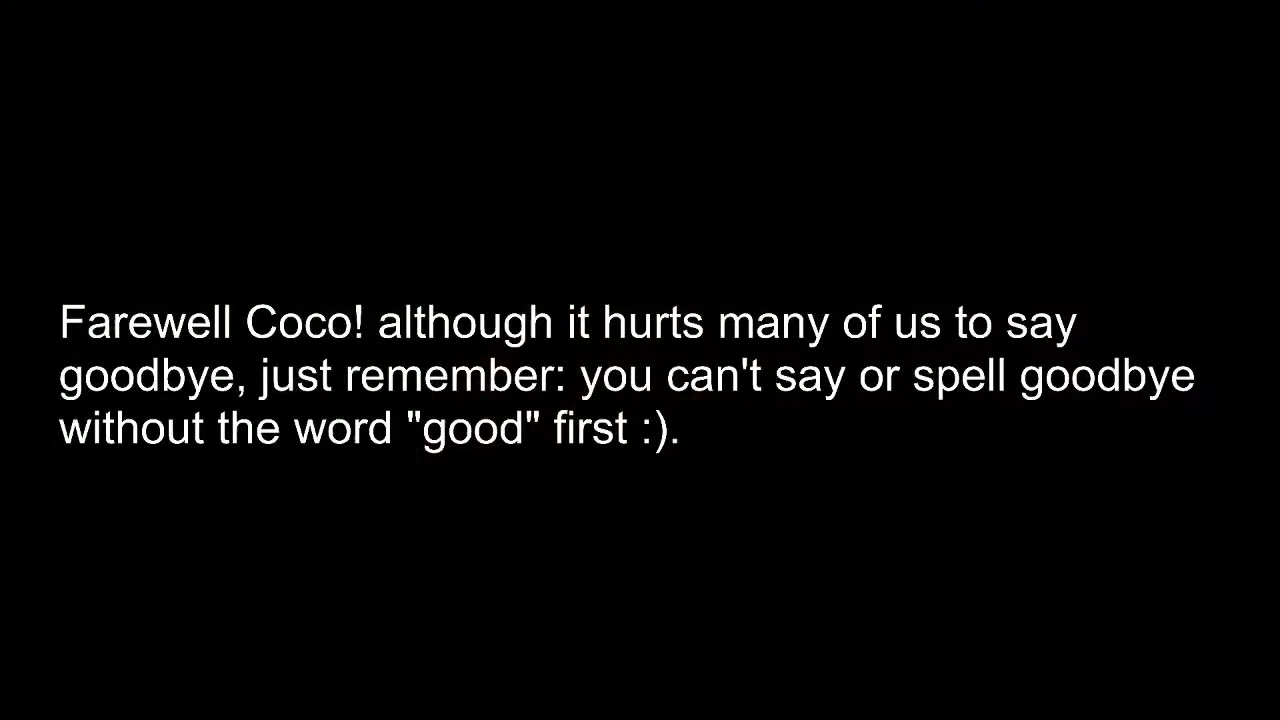 Farewell Coco! although it hurts many of us to say
goodbye, just remember: you can't say or spell goodbye
without the word "good" first :).